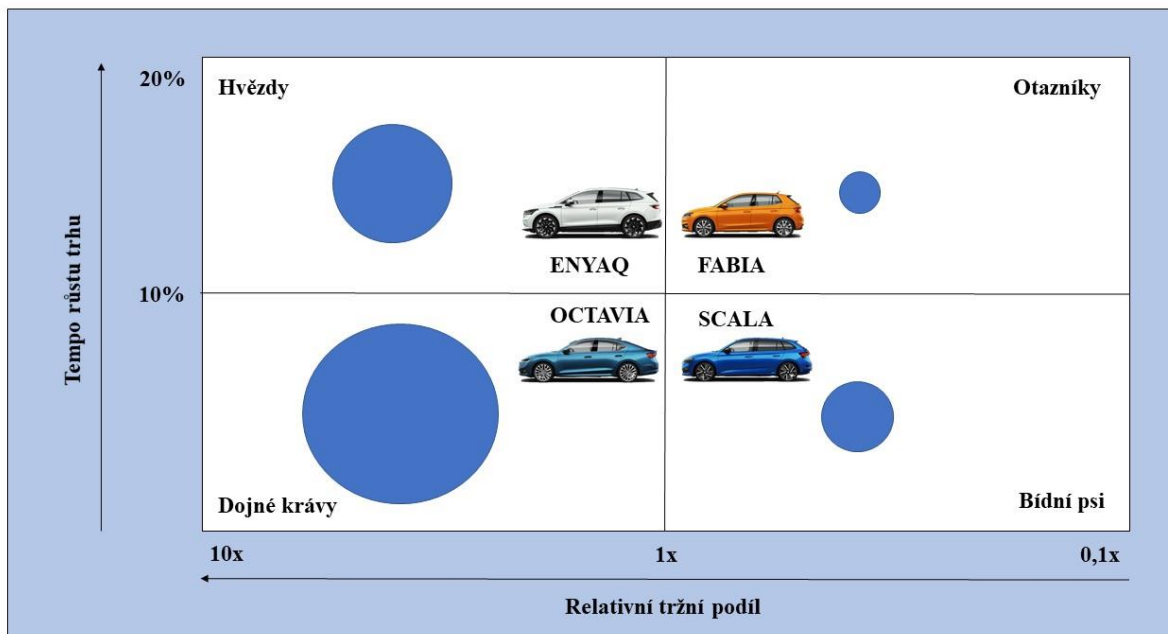 20%
Hvězdy
Otazníky
ENYAQ
FABIA
Tempo růstu trhu
10%
OCTAVIA
SCALA
Dojné krávy
Bídní psi
10x
1x
0,1x
Relativní tržní podíl